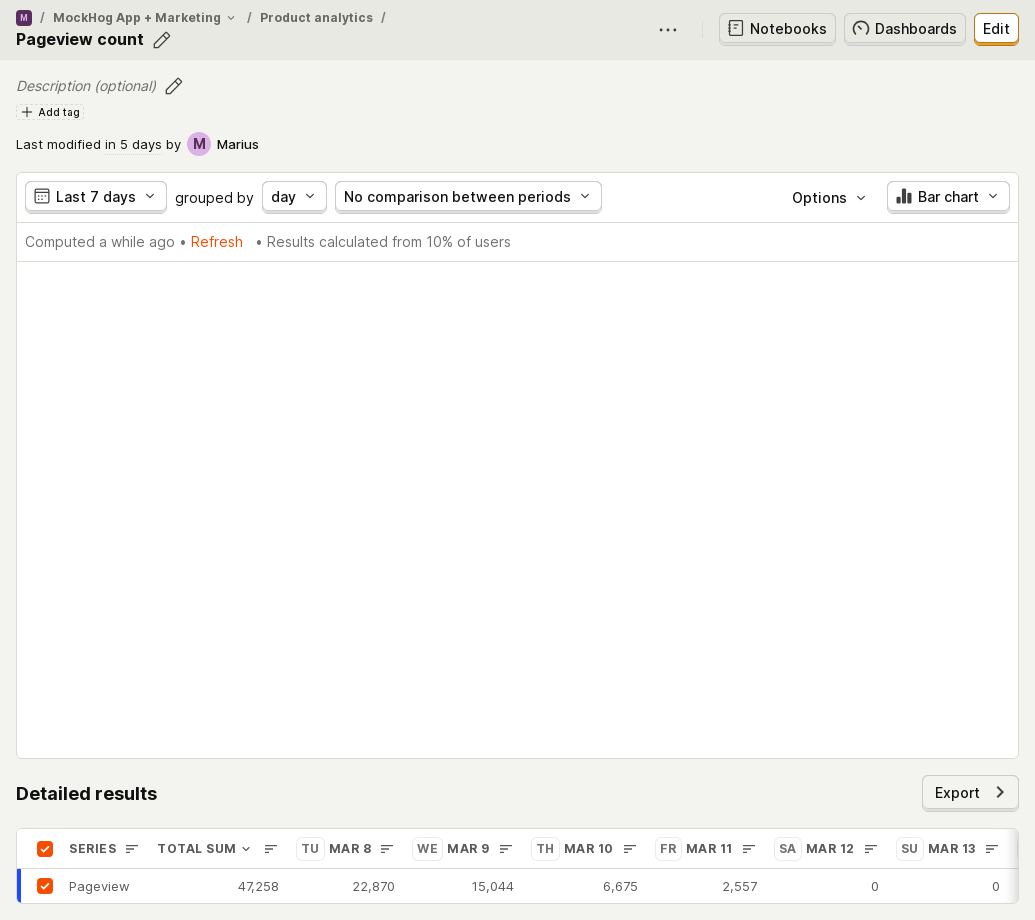 M / MockHog App + Marketing / Product analytics /
Pageview count
Notebooks Dashboards Edit
Description (optional)
+ Add tag
Last modified in 5 days by M Marius
Last 7 days grouped by day No comparison between periods Options Bar chart
Computed a while ago • Refresh • Results calculated from 10% of users
Detailed results
Export
SERIES TOTAL SUM TU MAR 8 WE MAR 9 TH MAR 10 FR MAR 11 SA MAR 12 SU MAR 13
Pageview 47,258 22,870 15,044 6,675 2,557 0 0